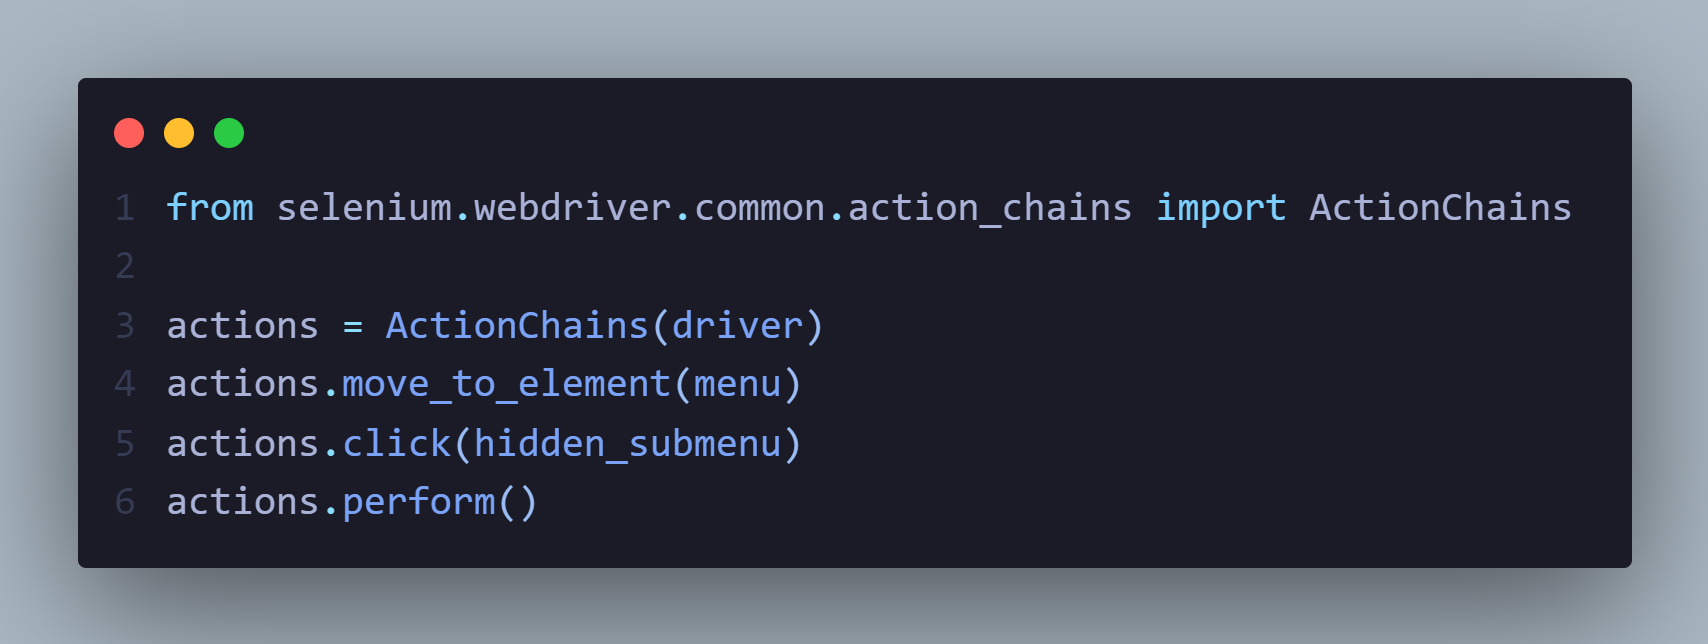 1 from selenium.webdriver.common.action_chains import ActionChains
2
3 actions = ActionChains(driver)
4 actions.move_to_element(menu)
5 actions.click(hidden_submenu)
6 actions.perform()